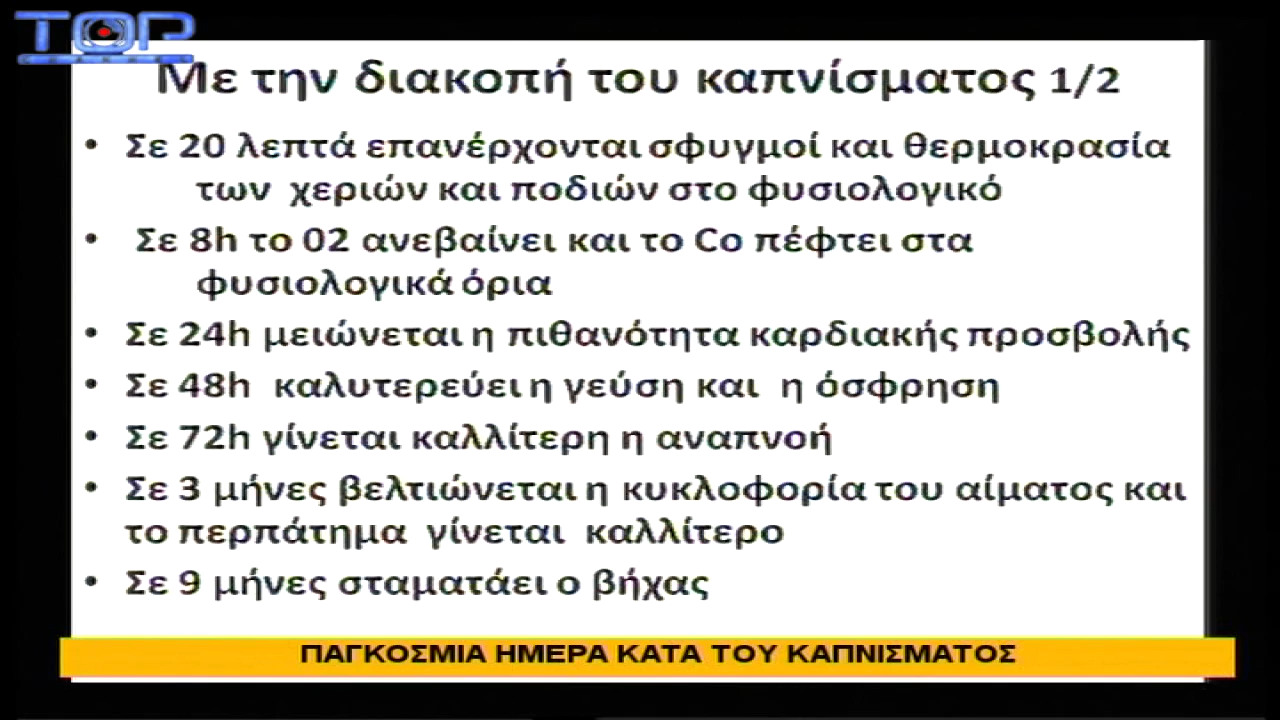 TOP
Με την διακοπή του καπνίσματος 1/2
• Σε 20 λεπτά επανέρχονται σφυγμοί και θερμοκρασία
των χεριών και ποδιών στο φυσιολογικό
• Σε 8h το 02 ανεβαίνει και το Co πέφτει στα
φυσιολογικά όρια
• Σε 24h μειώνεται η πιθανότητα καρδιακής προσβολής
• Σε 48h καλυτερεύει η γεύση και η όσφρηση
• Σε 72h γίνεται καλλίτερη η αναπνοή
• Σε 3 μήνες βελτιώνεται η κυκλοφορία του αίματος και
το περπάτημα γίνεται καλλίτερο
• Σε 9 μήνες σταματάει ο βήχας
ΠΑΓΚΟΣΜΙΑ ΗΜΕΡΑ ΚΑΤΑ ΤΟΥ ΚΑΠΝΙΣΜΑΤΟΣ